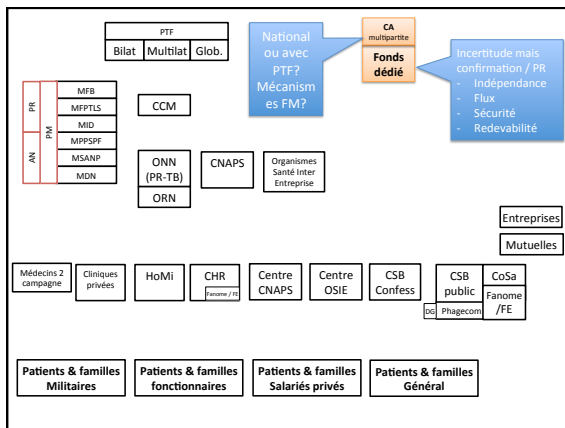 PTF
Bilat Multilat Glob.
National
ou avec
PTF?
Mécanism
es FM?
CA
multipartite
Fonds
dédié
Incertitude mais
confirmation / PR
- Indépendance
- Flux
- Sécurité
- Redevabilité
PR
AN
PM
MFB
MFPTLS
MID
MPPSPF
MSANP
MDN
CCM
ONN
(PR-TB)
ORN
CNAPS
Organismes
Santé Inter
Entreprise
Entreprises
Mutuelles
Médecins 2
campagne
Cliniques
privées
HoMi
CHR
Fanome / FE
Centre
CNAPS
Centre
OSIE
CSB
Confess
CSB
public
DG
Phagecom
CoSa
Fanome
/FE
Patients & familles
Militaires
Patients & familles
fonctionnaires
Patients & familles
Salariés privés
Patients & familles
Général